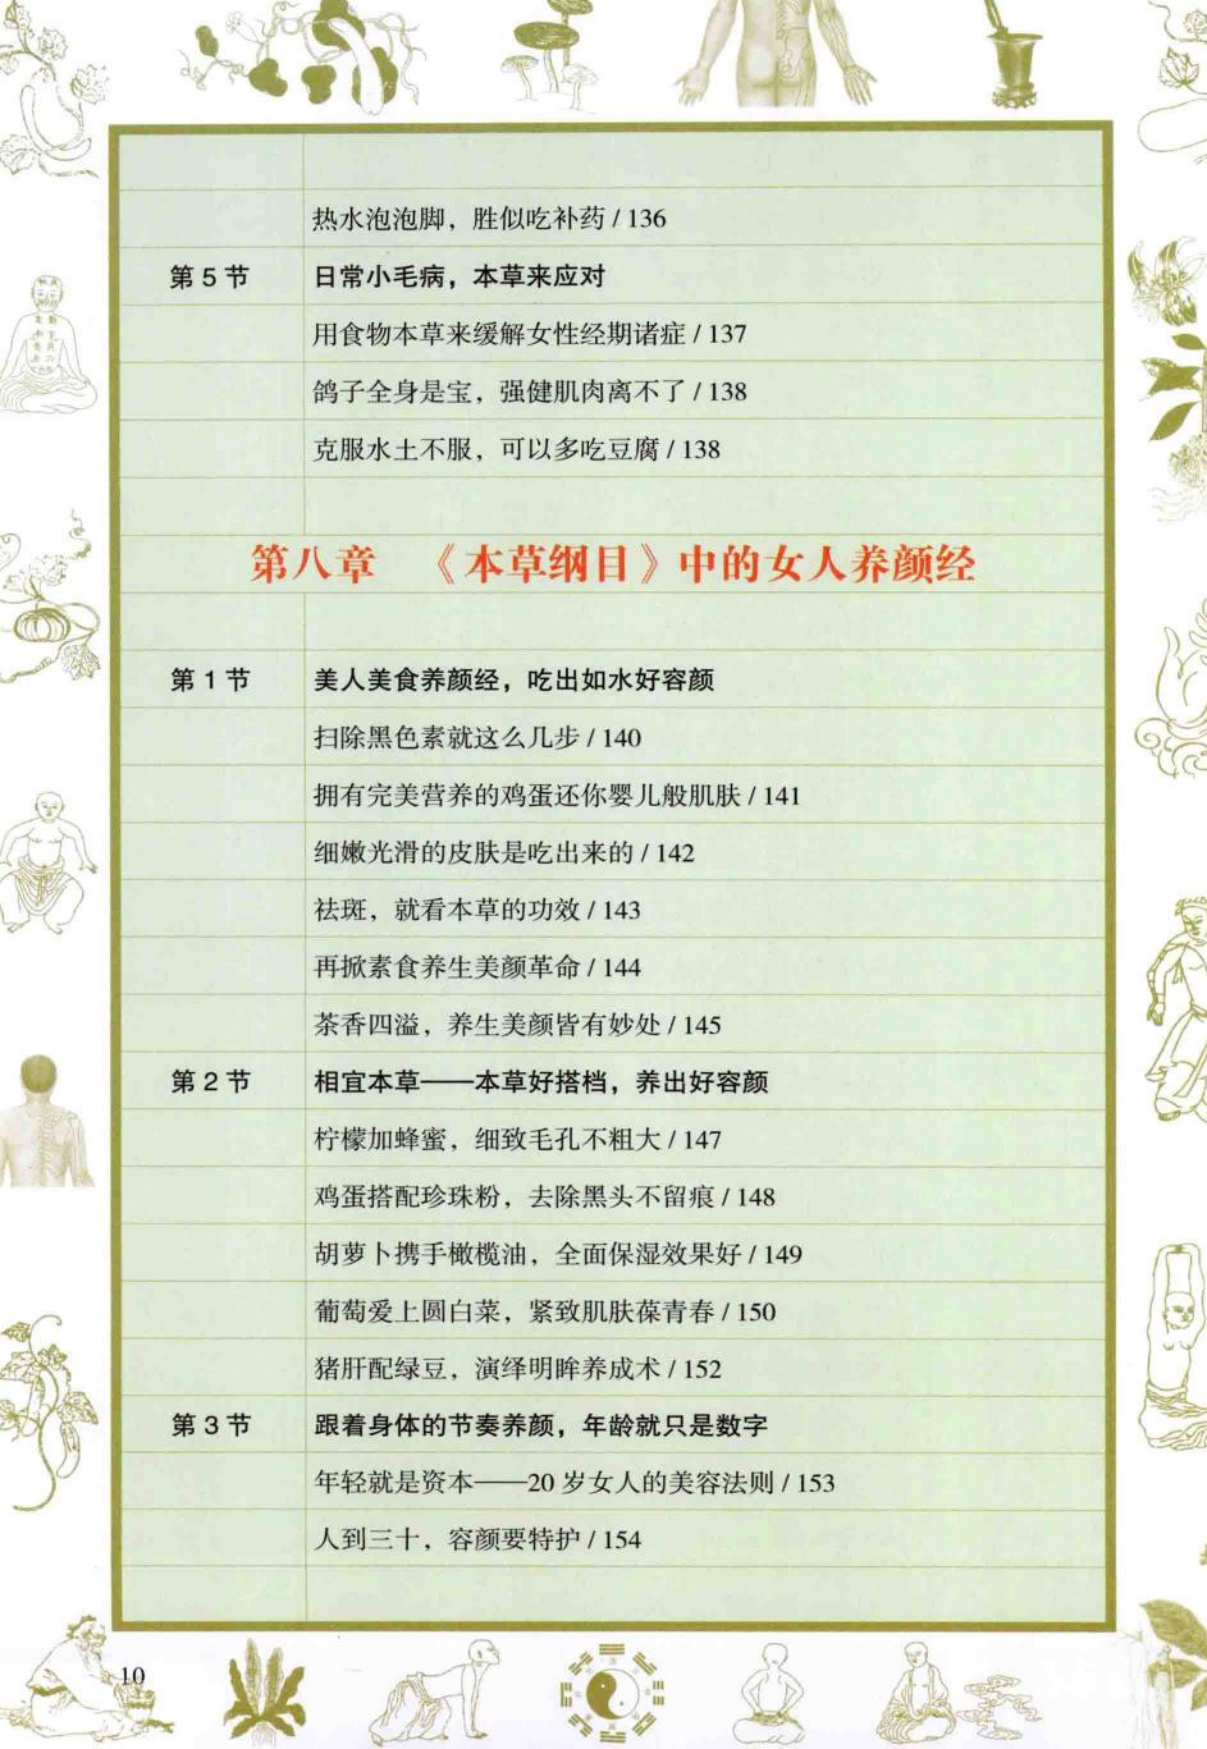 热水泡泡脚，胜似吃补药 / 136
第 5 节 日常小毛病，本草来应对
用食物本草来缓解女性经期诸症 / 137
鸽子全身是宝，强健肌肉离不了 / 138
克服水土不服，可以多吃豆腐 / 138
第八章 《本草纲目》中的女人养颜经
第 1 节 美人美食养颜经，吃出如水好容颜
扫除黑色素就这么几步 / 140
拥有完美营养的鸡蛋还你婴儿般肌肤 / 141
细嫩光滑的皮肤是吃出来的 / 142
祛斑，就看本草的功效 / 143
再掀素食养生美颜革命 / 144
茶香四溢，养生美颜皆有妙处 / 145
第 2 节 相宜本草——本草好搭档，养出好容颜
柠檬加蜂蜜，细致毛孔不粗大 / 147
鸡蛋搭配珍珠粉，去除黑头不留痕 / 148
胡萝卜携手橄榄油，全面保湿效果好 / 149
葡萄爱上圆白菜，紧致肌肤葆青春 / 150
猪肝配绿豆，演绎明眸养成术 / 152
第 3 节 跟着身体的节奏养颜，年龄就只是数字
年轻就是资本——20 岁女人的美容法则 / 153
人到三十，容颜要特护 / 154
10